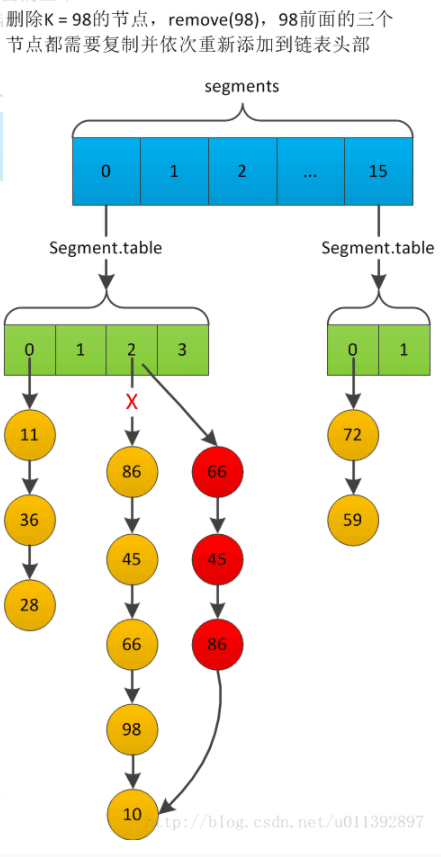 删除K = 98的节点，remove(98)，98前面的三个
节点都需要复制并依次重新添加到链表头部
segments
0 1 2 ... 15
Segment.table Segment.table
0 1 2 3 0 1
X
11 72
86 66
36 59
45 45
28
66 86
98
10
http://blog.csdn.net/u011392897